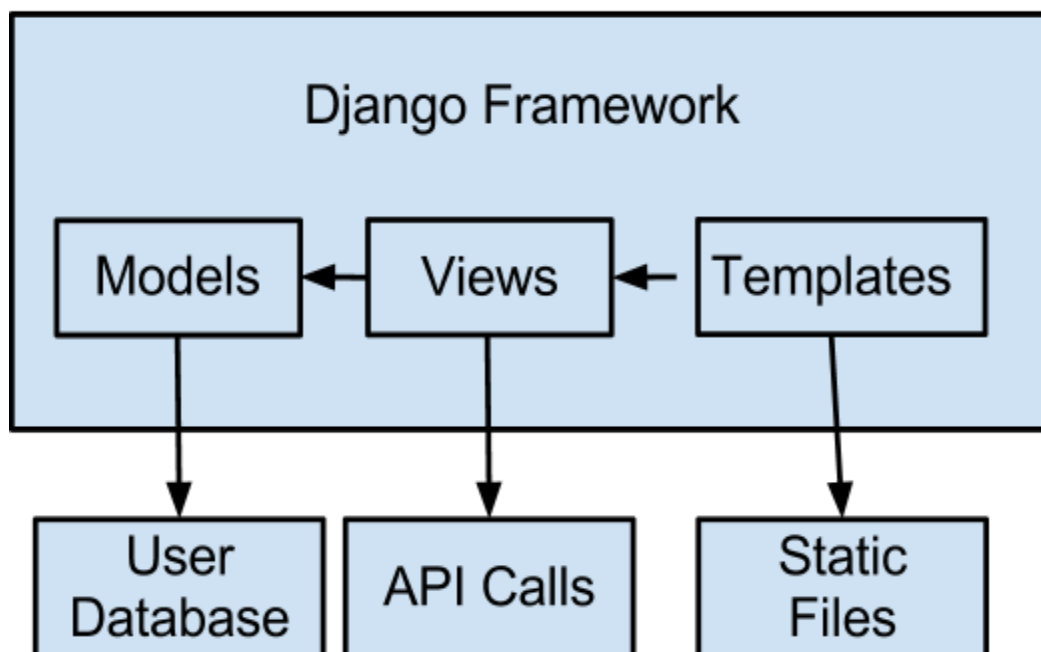 Django Framework
Models
Views
Templates
User
Database
API Calls
Static
Files